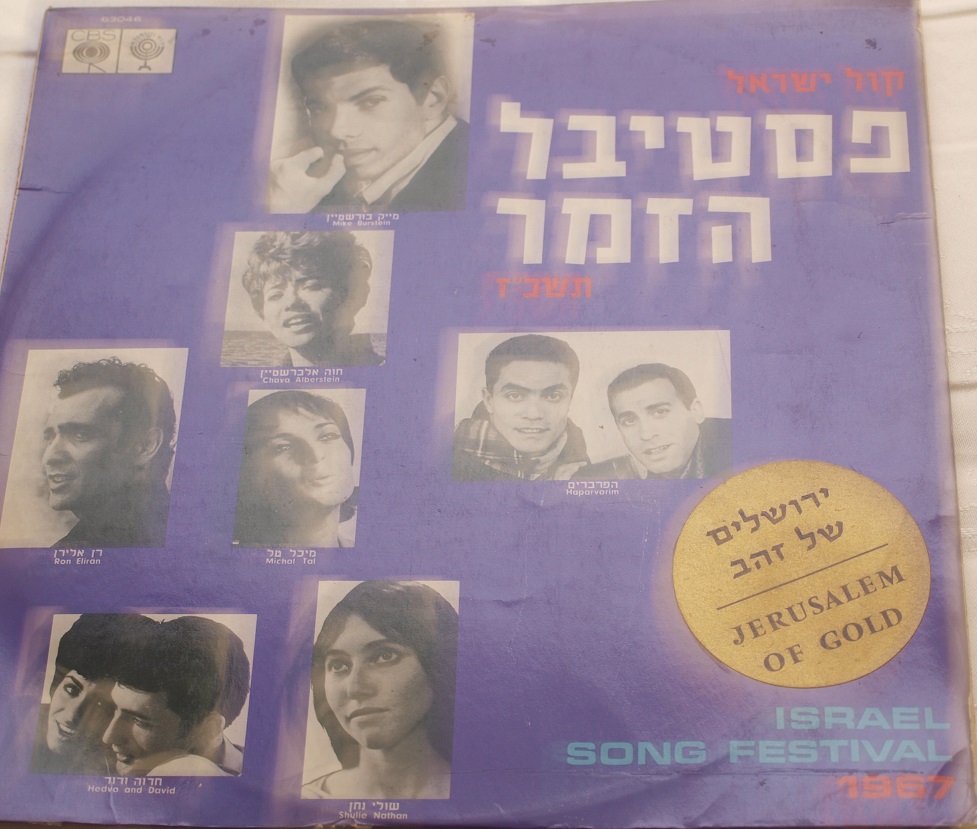 63046
CBS
קול ישראל
פסטיבל
הזמר
תשכ"ז
מייק בורשטיין
Mike Burstein
חוה אלברשטיין
Chava Alberstein
הפרברים
Haparvarim
רן אלירן
Ron Eliran
מיכל טל
Michal Tal
ירושלים
של זהב
JERUSALEM
OF GOLD
חדוה ודוד
Hedva and David
שולי נתן
Shulie Nathan
ISRAEL
SONG FESTIVAL
1967